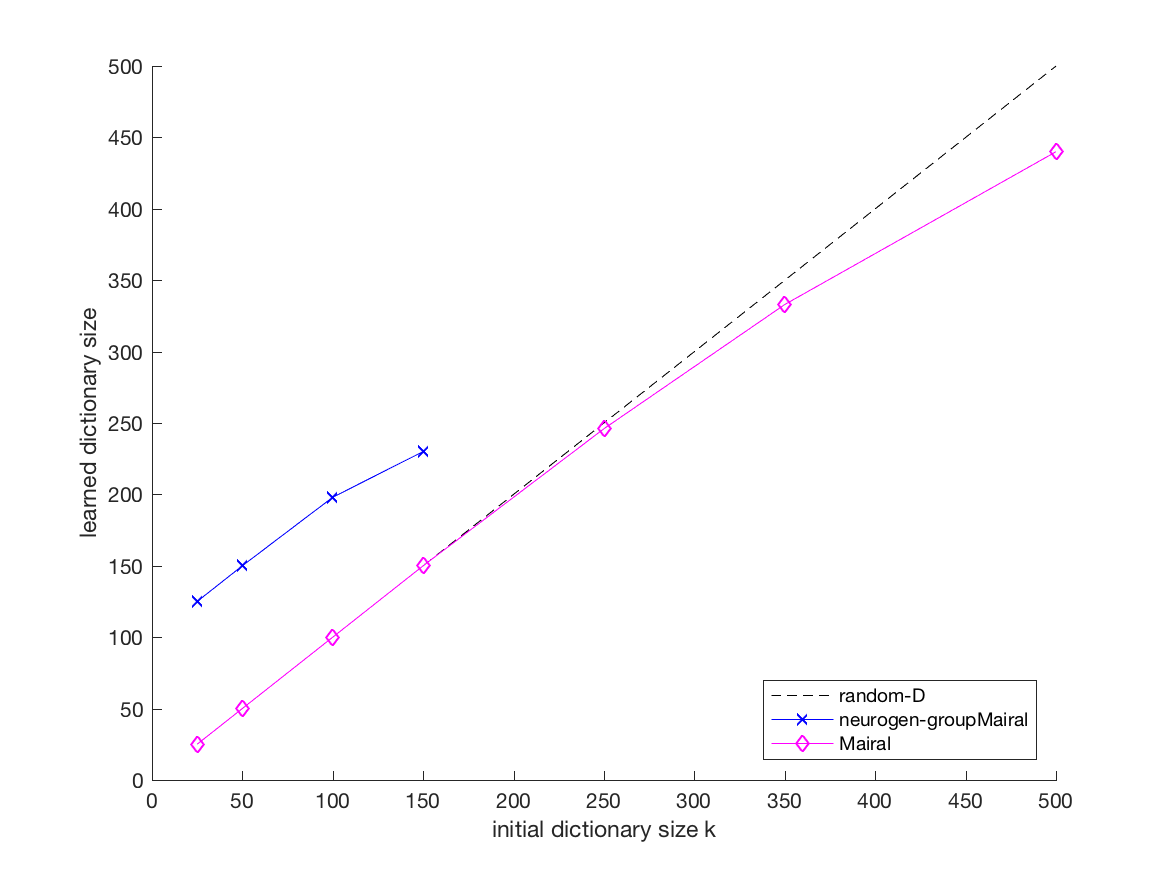 500
450
400
350
300
250
200
150
100
50
0
learned dictionary size
0 50 100 150 200 250 300 350 400 450 500
initial dictionary size k
random-D
neurogen-groupMairal
Mairal